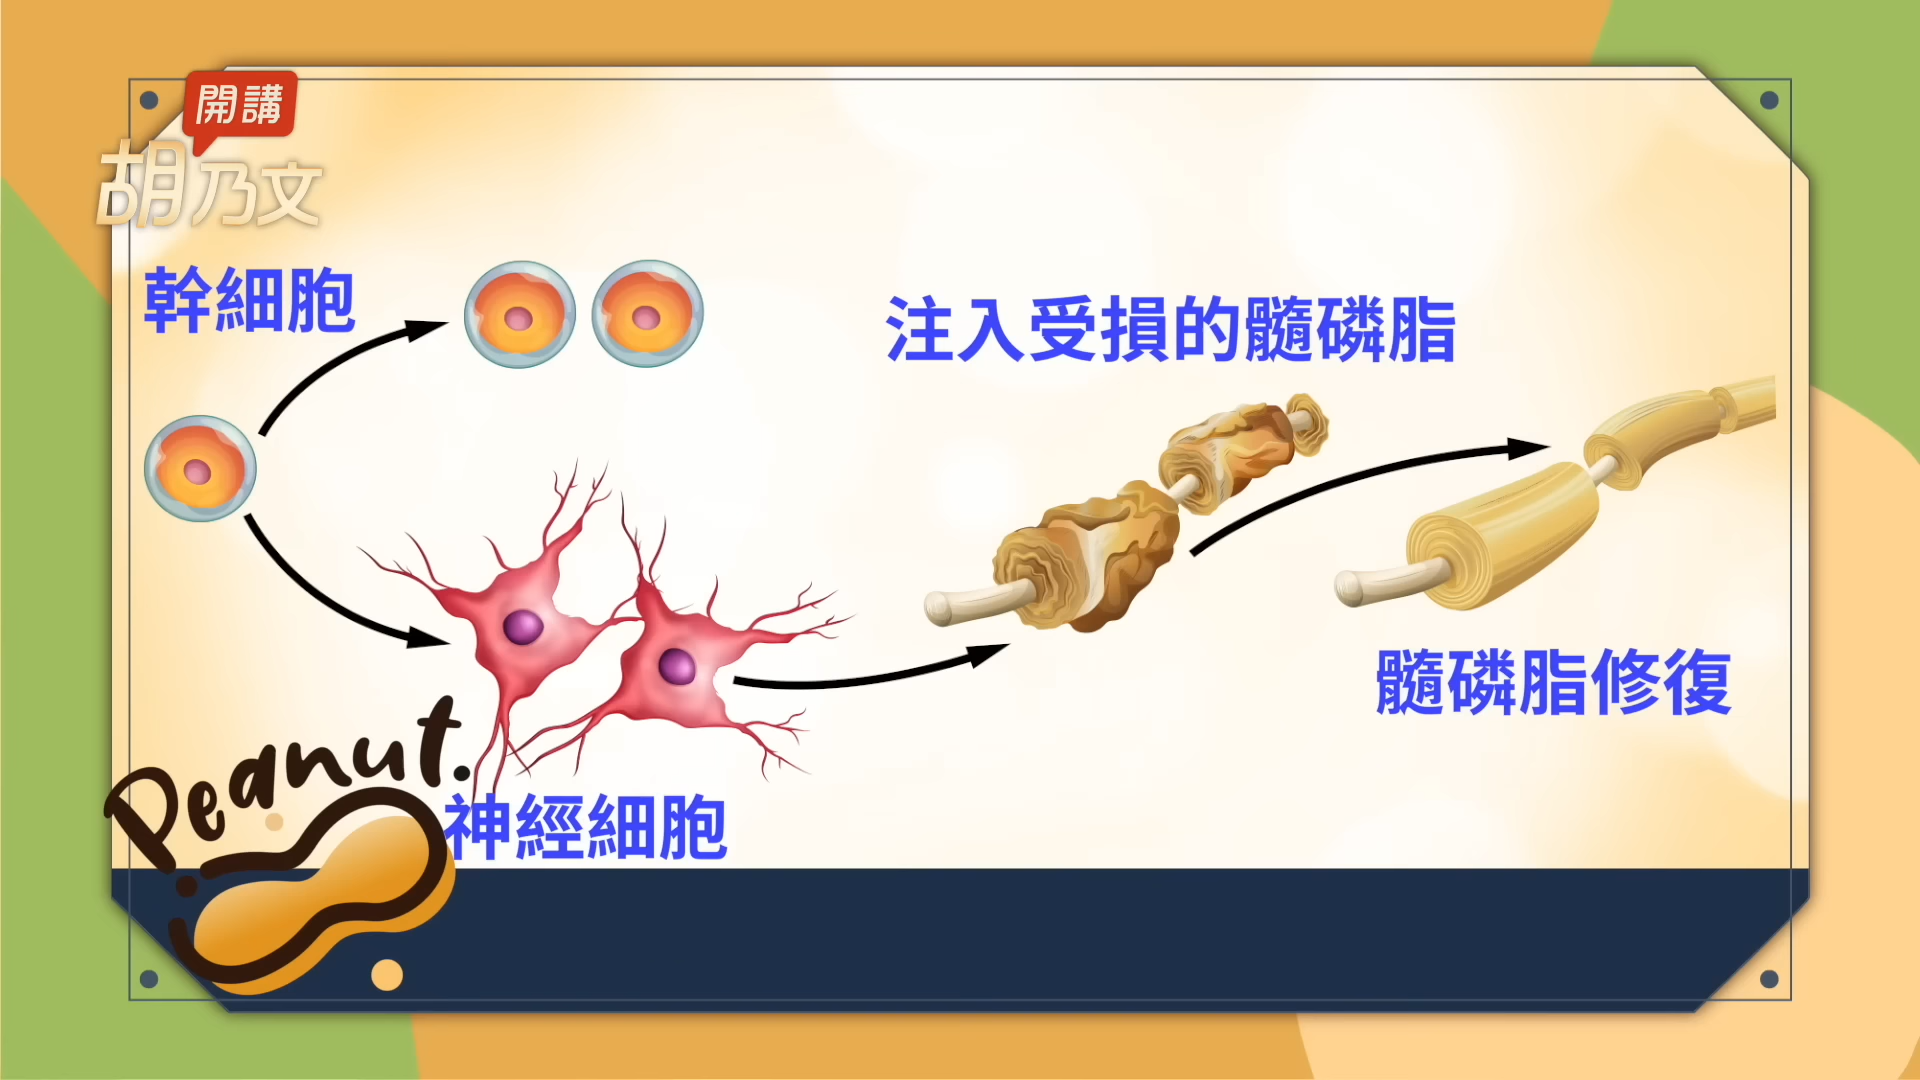 開講
胡乃文
幹細胞
注入受損的髓磷脂
髓磷脂修復
Peanut.
神經細胞